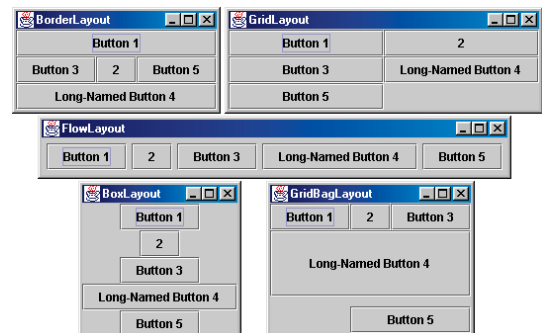 BorderLayout
Button 1
Button 3 2 Button 5
Long-Named Button 4
GridLayout
Button 1 2
Button 3 Long-Named Button 4
Button 5
FlowLayout
Button 1 2 Button 3 Long-Named Button 4 Button 5
BoxLayout
Button 1
2
Button 3
Long-Named Button 4
Button 5
GridBagLayout
Button 1 2 Button 3
Long-Named Button 4
Button 5